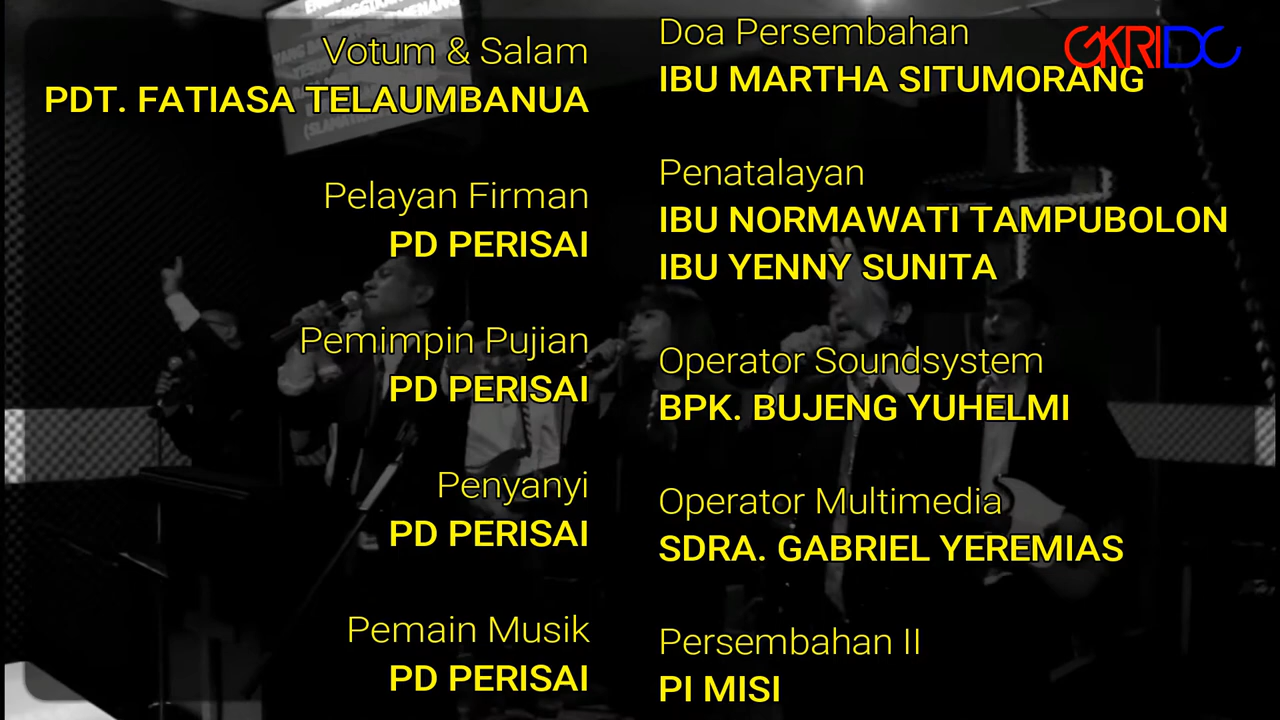 Votum & Salam
PDT. FATIASA TELAUMBANUA
Pelayan Firman
PD PERISAI
Pemimpin Pujian
PD PERISAI
Penyanyi
PD PERISAI
Pemain Musik
PD PERISAI
Doa Persembahan
IBU MARTHA SITUMORANG
Penatalayan
IBU NORMAWATI TAMPUBOLON
IBU YENNY SUNITA
Operator Soundsystem
BPK. BUJENG YUHELMI
Operator Multimedia
SDRA. GABRIEL YEREMIAS
Persembahan II
PI MISI
GKRIDC